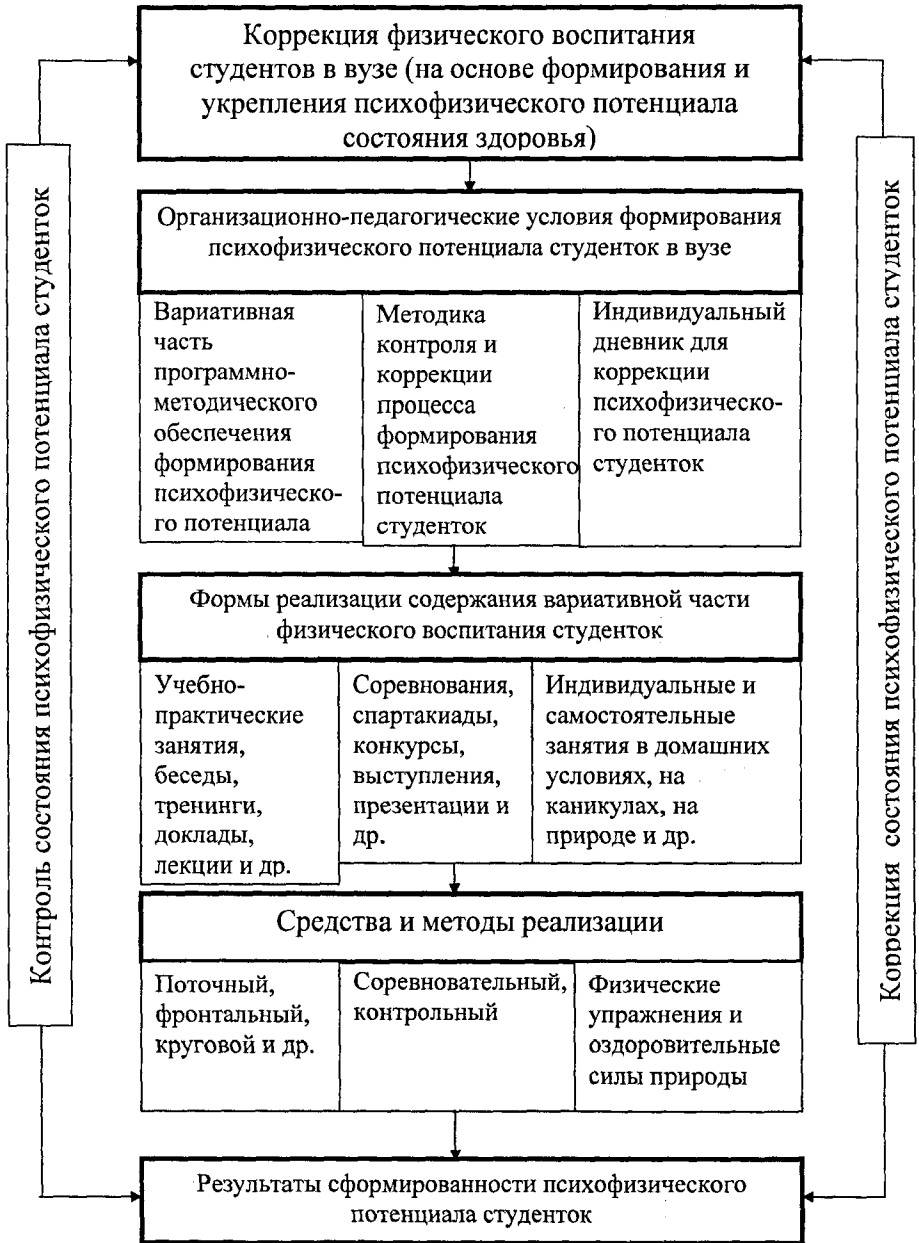 Коррекция физического воспитания
студентов в вузе (на основе формирования и
укрепления психофизического потенциала
состояния здоровья)
Контроль состояния психофизического потенциала студенток
Коррекция состояния психофизического потенциала студенток
Организационно-педагогические условия формирования
психофизического потенциала студенток в вузе
Вариативная
часть
программно-
методического
обеспечения
формирования
психофизическо-
го потенциала
Методика
контроля и
коррекции
процесса
формирования
психофизического
потенциала
студенток
Индивидуальный
дневник для
коррекции
психофизическо-
го потенциала
студенток
Формы реализации содержания вариативной части
физического воспитания студенток
Учебно-
практические
занятия,
беседы,
тренинги,
доклады,
лекции и др.
Соревнования,
спартакиады,
конкурсы,
выступления,
презентации и
др.
Индивидуальные и
самостоятельные
занятия в домашних
условиях, на
каникулах, на
природе и др.
Средства и методы реализации
Поточный,
фронтальный,
круговой и др.
Соревновательный,
контрольный
Физические
упражнения и
оздоровительные
силы природы
Результаты сформированности психофизического
потенциала студенток